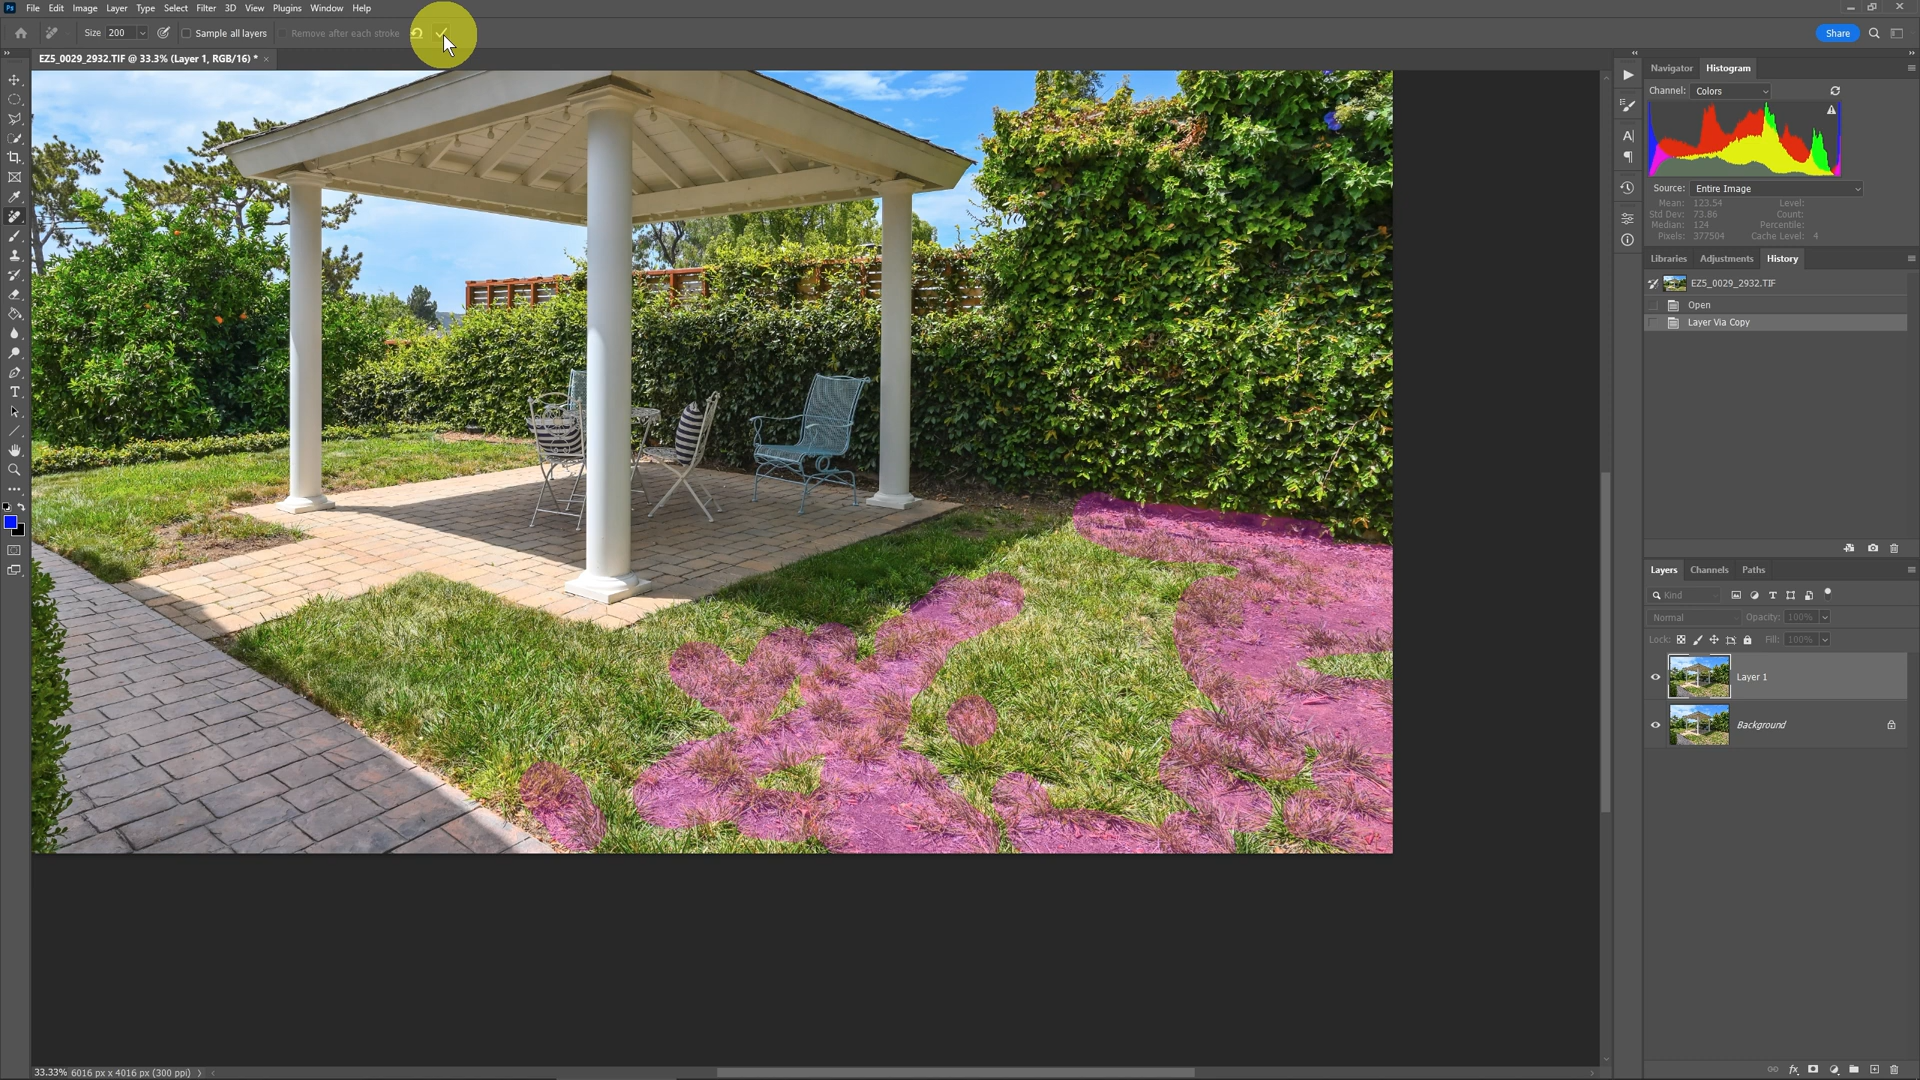 Ps File Edit Image Layer Type Select Filter 3D View Plugins Window Help
Size 200 Sample all layers Remove after each stroke Share
EZ5_0029_2932.TIF @ 33.3% (Layer 1, RGB/16) * ×
Navigator Histogram
Channel: Colors
Source: Entire Image
Mean: 123.54 Level:
Std Dev: 73.86 Count:
Median: 124 Percentile:
Pixels: 377504 Cache Level: 4
Libraries Adjustments History
EZ5_0029_2932.TIF
Open
Layer Via Copy
Layers Channels Paths
Kind
Normal Opacity: 100%
Lock: Fill: 100%
Layer 1
Background
33.33% 6016 px x 4016 px (300 ppi)